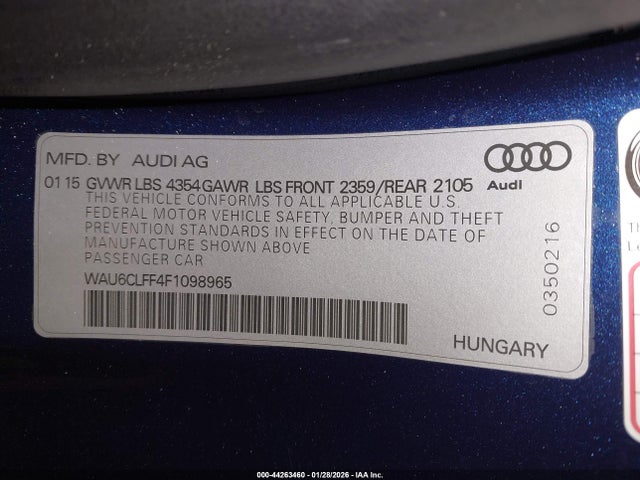 MFD. BY AUDI AG
01 15 GVWR LBS 4354 GAWR LBS FRONT 2359/REAR 2105
Audi
THIS VEHICLE CONFORMS TO ALL APPLICABLE U.S.
FEDERAL MOTOR VEHICLE SAFETY, BUMPER AND THEFT
PREVENTION STANDARDS IN EFFECT ON THE DATE OF
MANUFACTURE SHOWN ABOVE
PASSENGER CAR
WAU6CLFF4F1098965
HUNGARY
0350216
000-44263460 - 01/28/2026 - IAA Inc.